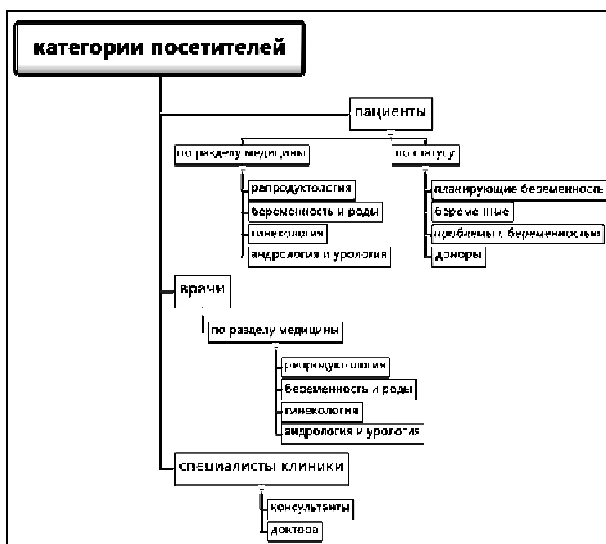 категории посетителей
пациенты
по разделу медицины
по статусу
рапродуктология
планирующие беременность
беременность и роды
беременные
гинекология
проблемы с беременностью
андрология и урология
доноры
врачи
по разделу медицины
репродуктология
беременность и роды
гинекология
андрология и урология
специалисты клиники
консультанты
доктора